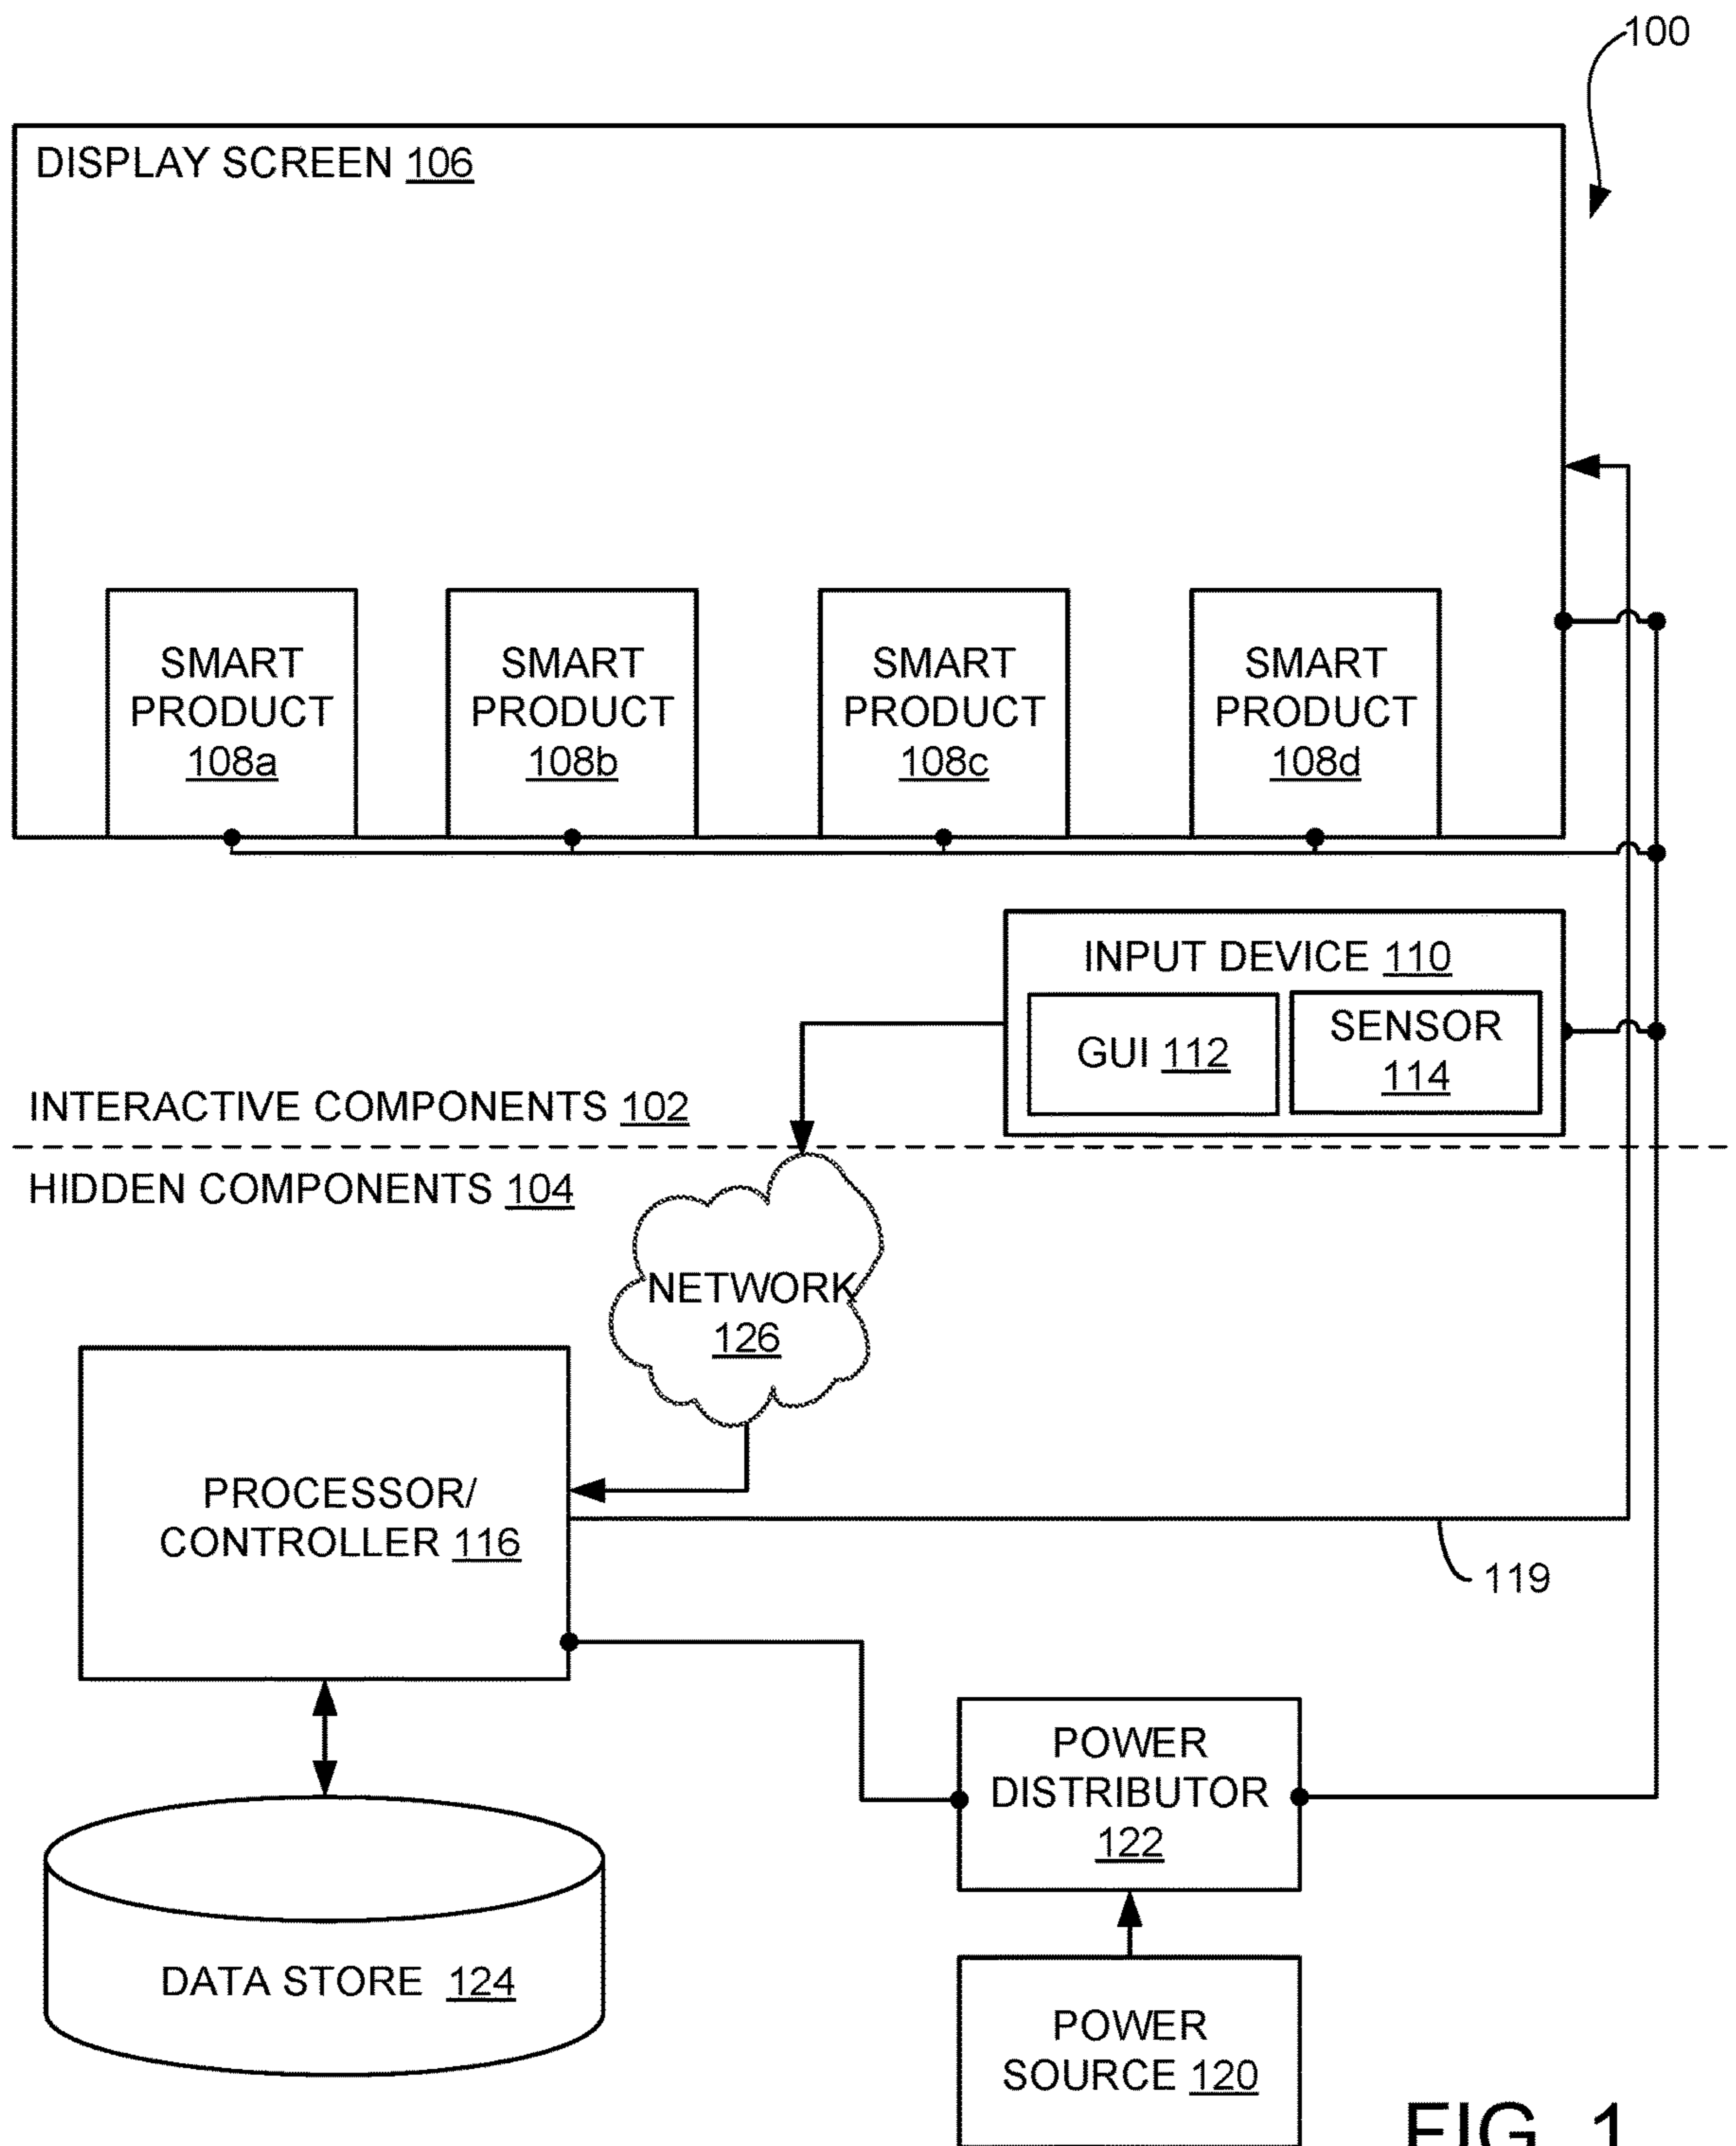 100
DISPLAY SCREEN 106
SMART
PRODUCT
108a
SMART
PRODUCT
108b
SMART
PRODUCT
108c
SMART
PRODUCT
108d
INPUT DEVICE 110
GUI 112
SENSOR
114
INTERACTIVE COMPONENTS 102
HIDDEN COMPONENTS 104
NETWORK
126
PROCESSOR/
CONTROLLER 116
119
POWER
DISTRIBUTOR
122
DATA STORE 124
POWER
SOURCE 120
FIG. 1